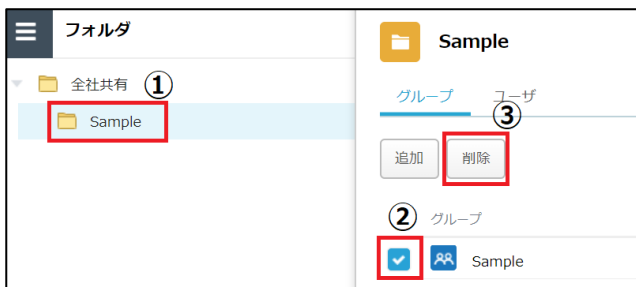 フォルダ
全社共有 ①
Sample
Sample
グループ ユーザ
③
追加 削除
② グループ
Sample